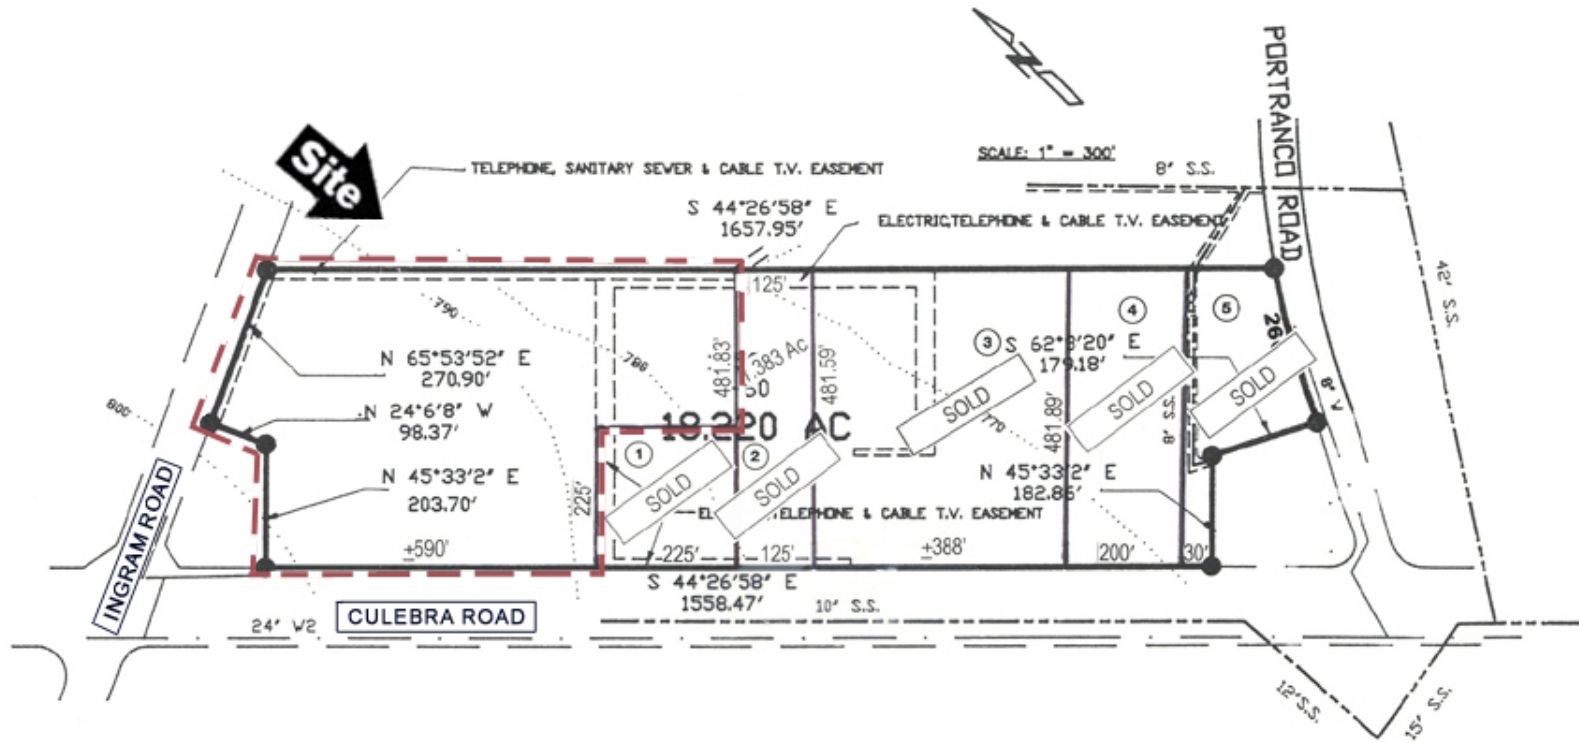 PORTRANCO ROAD
Site
SCALE: 1" = 300'
TELEPHONE, SANITARY SEWER & CABLE T.V. EASEMENT
8" S.S.
S 44°26'58" E
1657.95'
ELECTRIC,TELEPHONE & CABLE T.V. EASEMENT
42" S.S.
125'
790
780
N 65°53'52" E
270.90'
481.83'
.383 Ac
481.59'
3
4
5
S 62°3'20" E
179.18'
8" W
800'
N 24°6'8" W
98.37'
18.220 AC
SOLD
SOLD
SOLD
770
481.89'
8" SS
1
2
N 45°33'2" E
203.70'
225'
SOLD
SOLD
N 45°33'2" E
182.86'
TELEPHONE & CABLE T.V. EASEMENT
±590'
225'
125'
±388'
200'
30'
INGRAM ROAD
S 44°26'58" E
1558.47'
10" S.S.
CULEBRA ROAD
24" W2
12" S.S.
15" S.S.